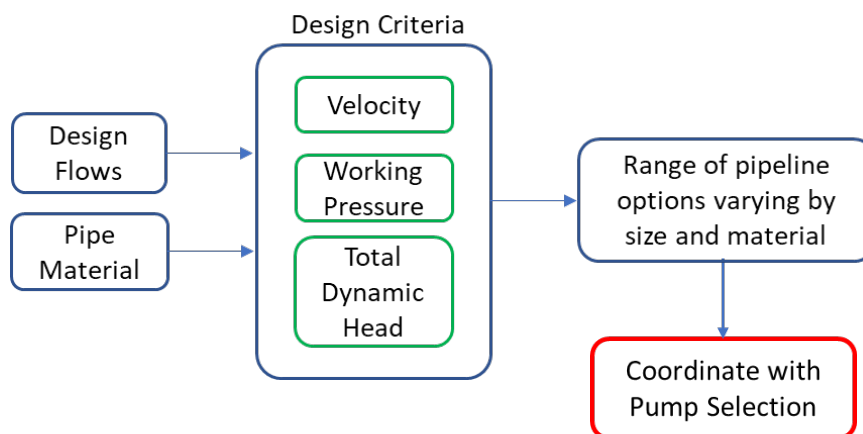 Design Criteria
Design
Flows
Pipe
Material
Velocity
Working
Pressure
Total
Dynamic
Head
Range of pipeline
options varying by
size and material
Coordinate with
Pump Selection